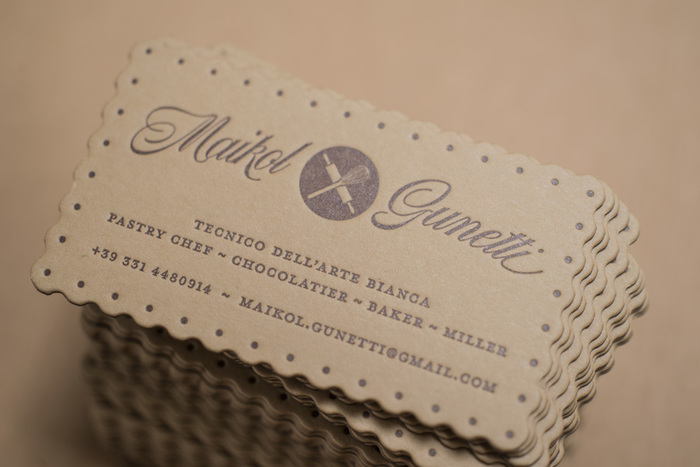 Maikol Gunetti
TECNICO DELL'ARTE BIANCA
PASTRY CHEF ~ CHOCOLATIER ~ BAKER ~ MILLER
+39 331 4480914 ~ MAIKOL.GUNETTI@GMAIL.COM